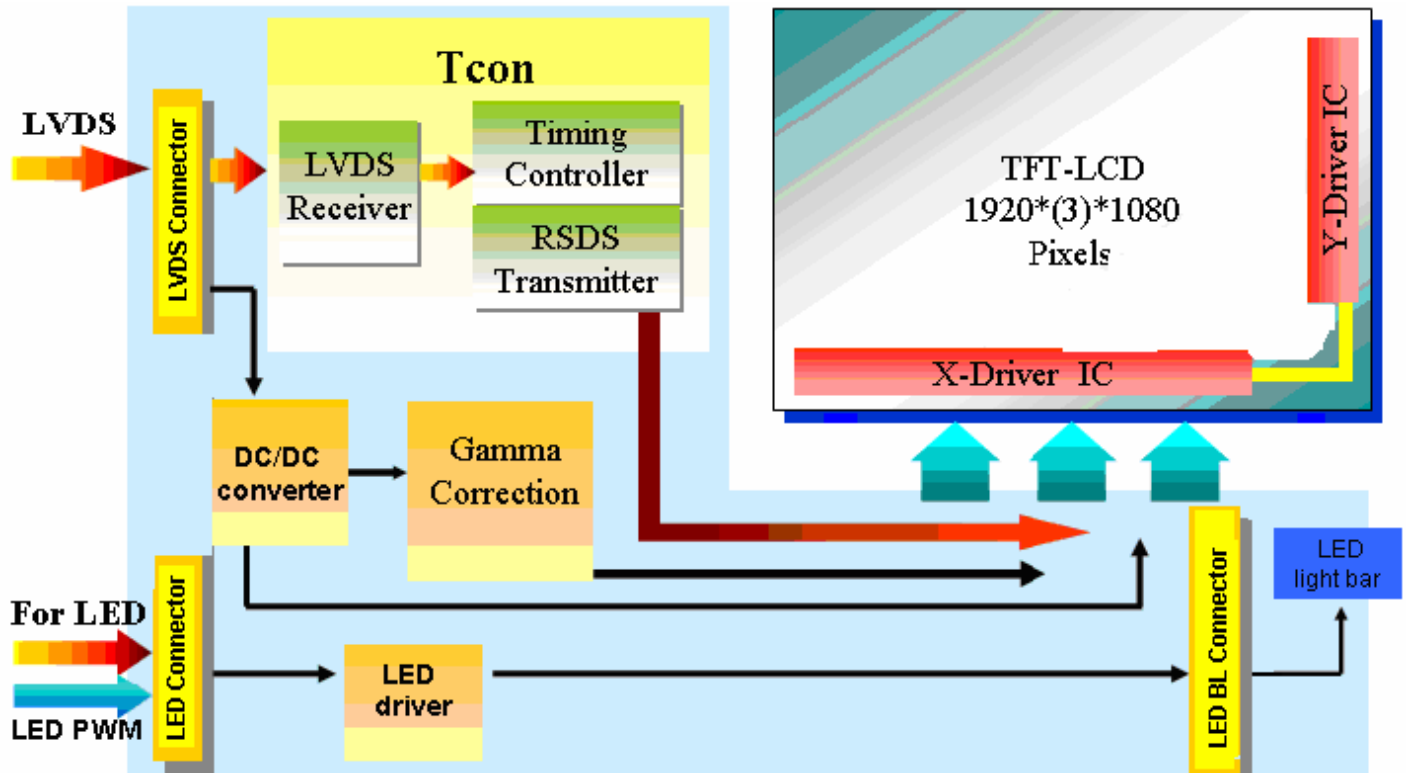 Tcon
LVDS
LVDS Connector
LVDS
Receiver
Timing
Controller
RSDS
Transmitter
TFT-LCD
1920*(3)*1080
Pixels
Y-Driver IC
X-Driver IC
DC/DC
converter
Gamma
Correction
For LED
LED PWM
LED Connector
LED
driver
LED BL Connector
LED
light bar